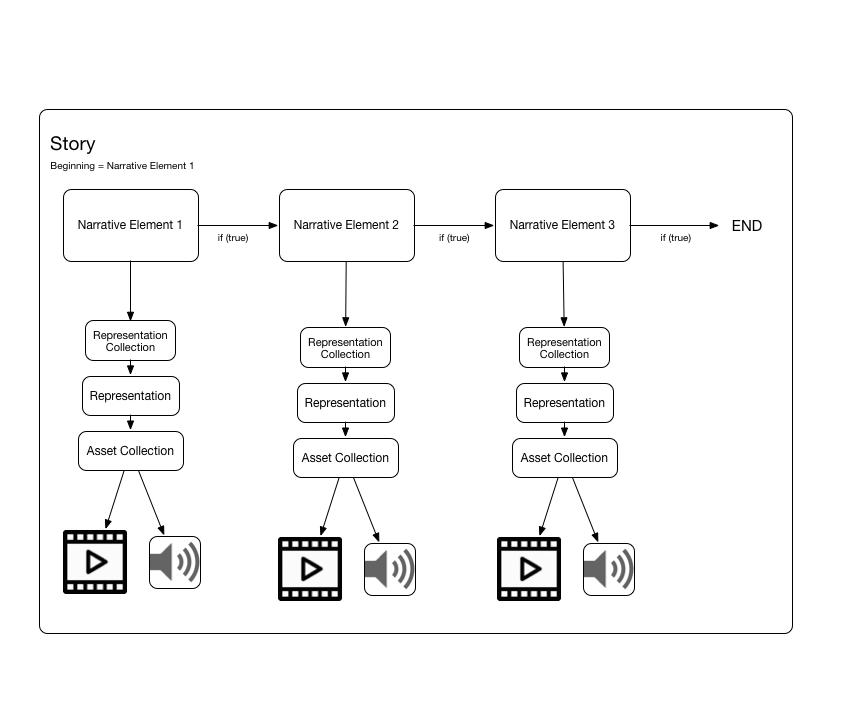 Story
Beginning = Narrative Element 1
Narrative Element 1
if (true)
Narrative Element 2
if (true)
Narrative Element 3
if (true)
END
Representation
Collection
Representation
Collection
Representation
Collection
Representation
Representation
Representation
Asset Collection
Asset Collection
Asset Collection